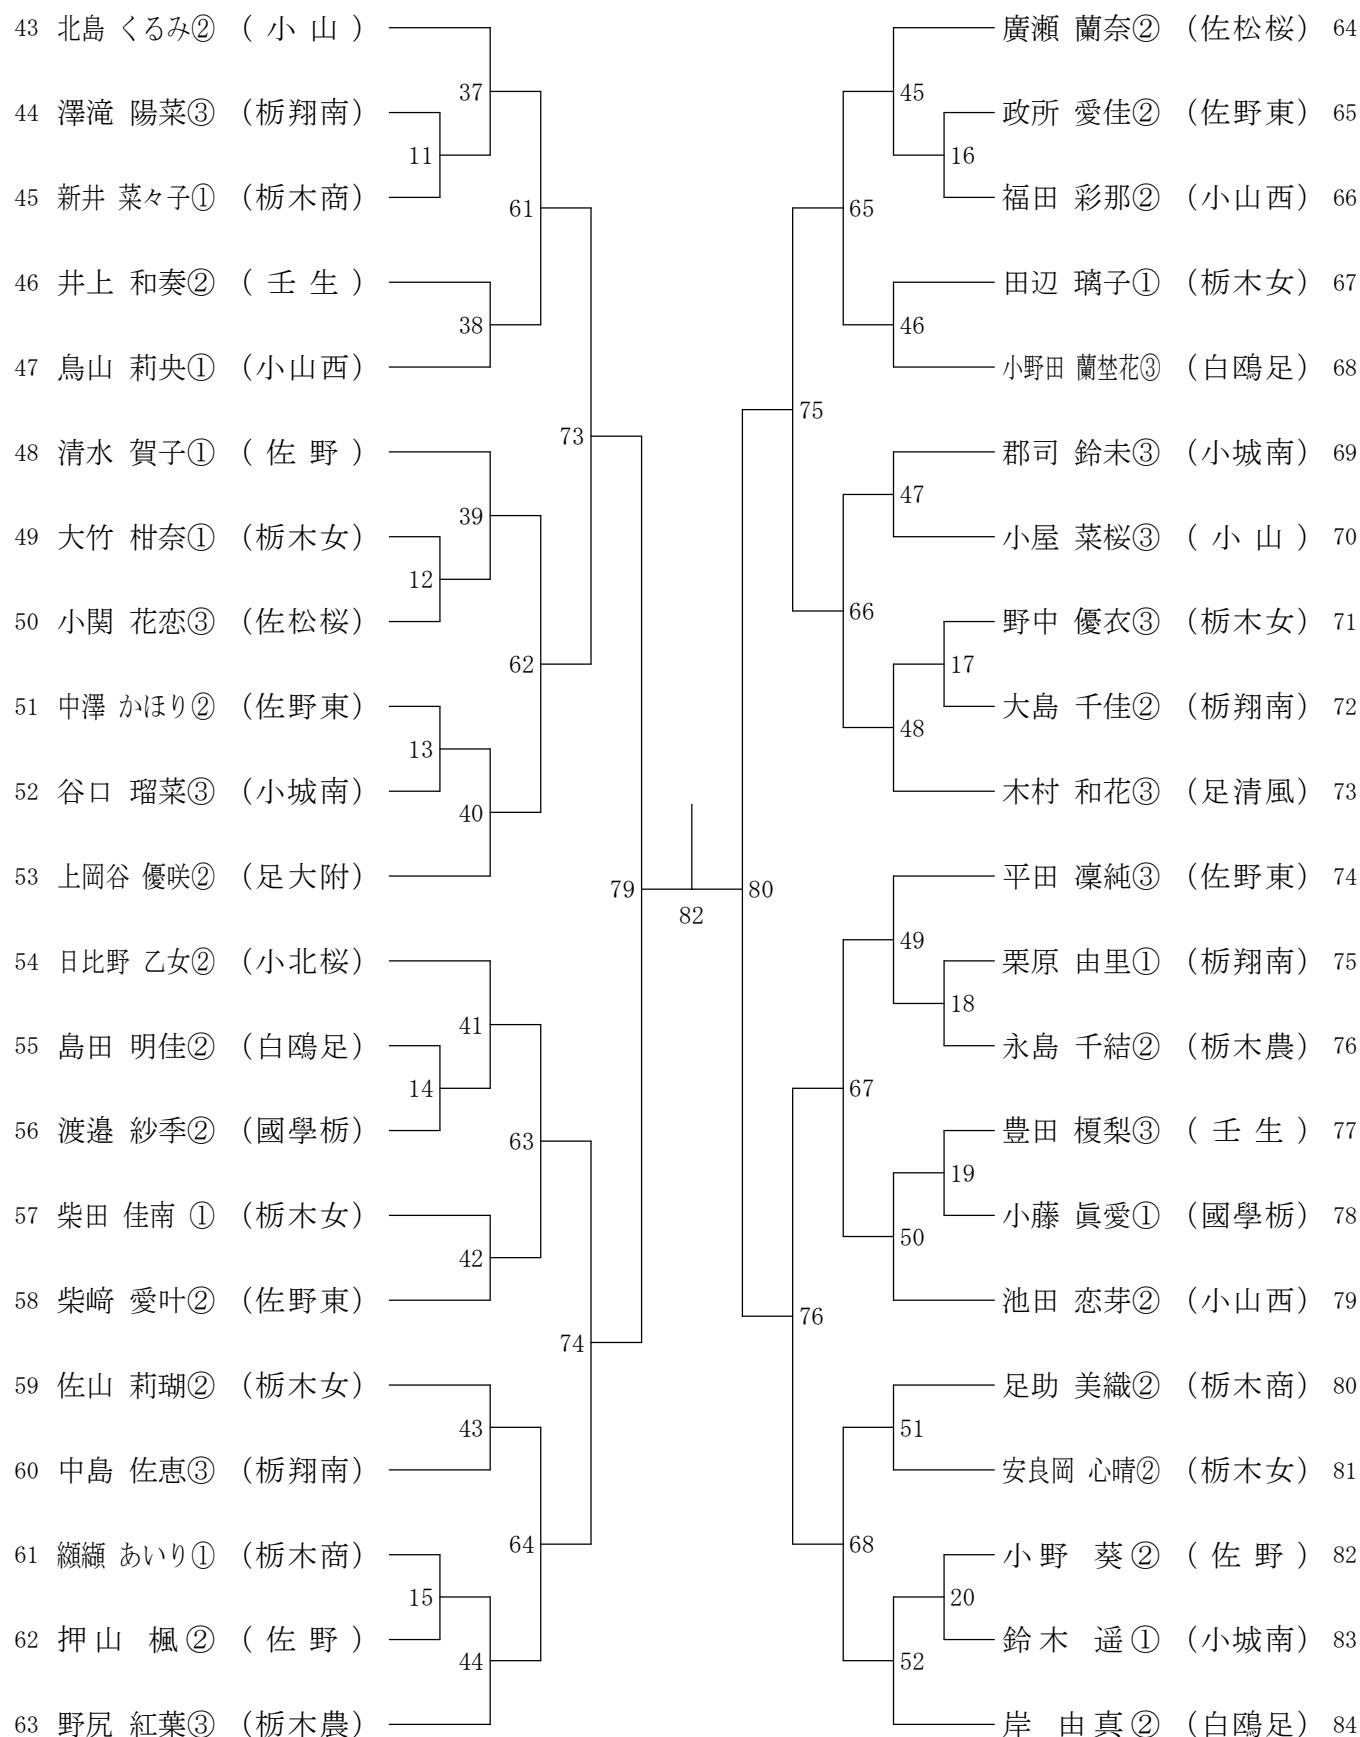 43 北島 くるみ② ( 小 山 )
44 澤滝 陽菜③ (栃翔南)
45 新井 菜々子① (栃木商)
46 井上 和奏② ( 壬 生 )
47 鳥山 莉央① (小山西)
48 清水 賀子① ( 佐 野 )
49 大竹 柑奈① (栃木女)
50 小関 花恋③ (佐松桜)
51 中澤 かほり② (佐野東)
52 谷口 瑠菜③ (小城南)
53 上岡谷 優咲② (足大附)
54 日比野 乙女② (小北桜)
55 島田 明佳② (白鴎足)
56 渡邉 紗季② (國學栃)
57 柴田 佳南 ① (栃木女)
58 柴﨑 愛叶② (佐野東)
59 佐山 莉瑚② (栃木女)
60 中島 佐恵③ (栃翔南)
61 纐纈 あいり① (栃木商)
62 押山 楓② ( 佐 野 )
63 野尻 紅葉③ (栃木農)
37
11
61
38
73
39
12
62
13
40
79
41
14
63
42
74
43
64
15
44
82
80
45
16
65
46
75
47
66
17
48
49
18
67
19
50
76
51
68
20
52
廣瀬 蘭奈② (佐松桜) 64
政所 愛佳② (佐野東) 65
福田 彩那② (小山西) 66
田辺 璃子① (栃木女) 67
小野田 蘭埜花③ (白鴎足) 68
郡司 鈴未③ (小城南) 69
小屋 菜桜③ ( 小 山 ) 70
野中 優衣③ (栃木女) 71
大島 千佳② (栃翔南) 72
木村 和花③ (足清風) 73
平田 凜純③ (佐野東) 74
栗原 由里① (栃翔南) 75
永島 千結② (栃木農) 76
豊田 榎梨③ ( 壬 生 ) 77
小藤 眞愛① (國學栃) 78
池田 恋芽② (小山西) 79
足助 美織② (栃木商) 80
安良岡 心晴② (栃木女) 81
小野 葵② ( 佐 野 ) 82
鈴木 遥① (小城南) 83
岸 由真② (白鴎足) 84